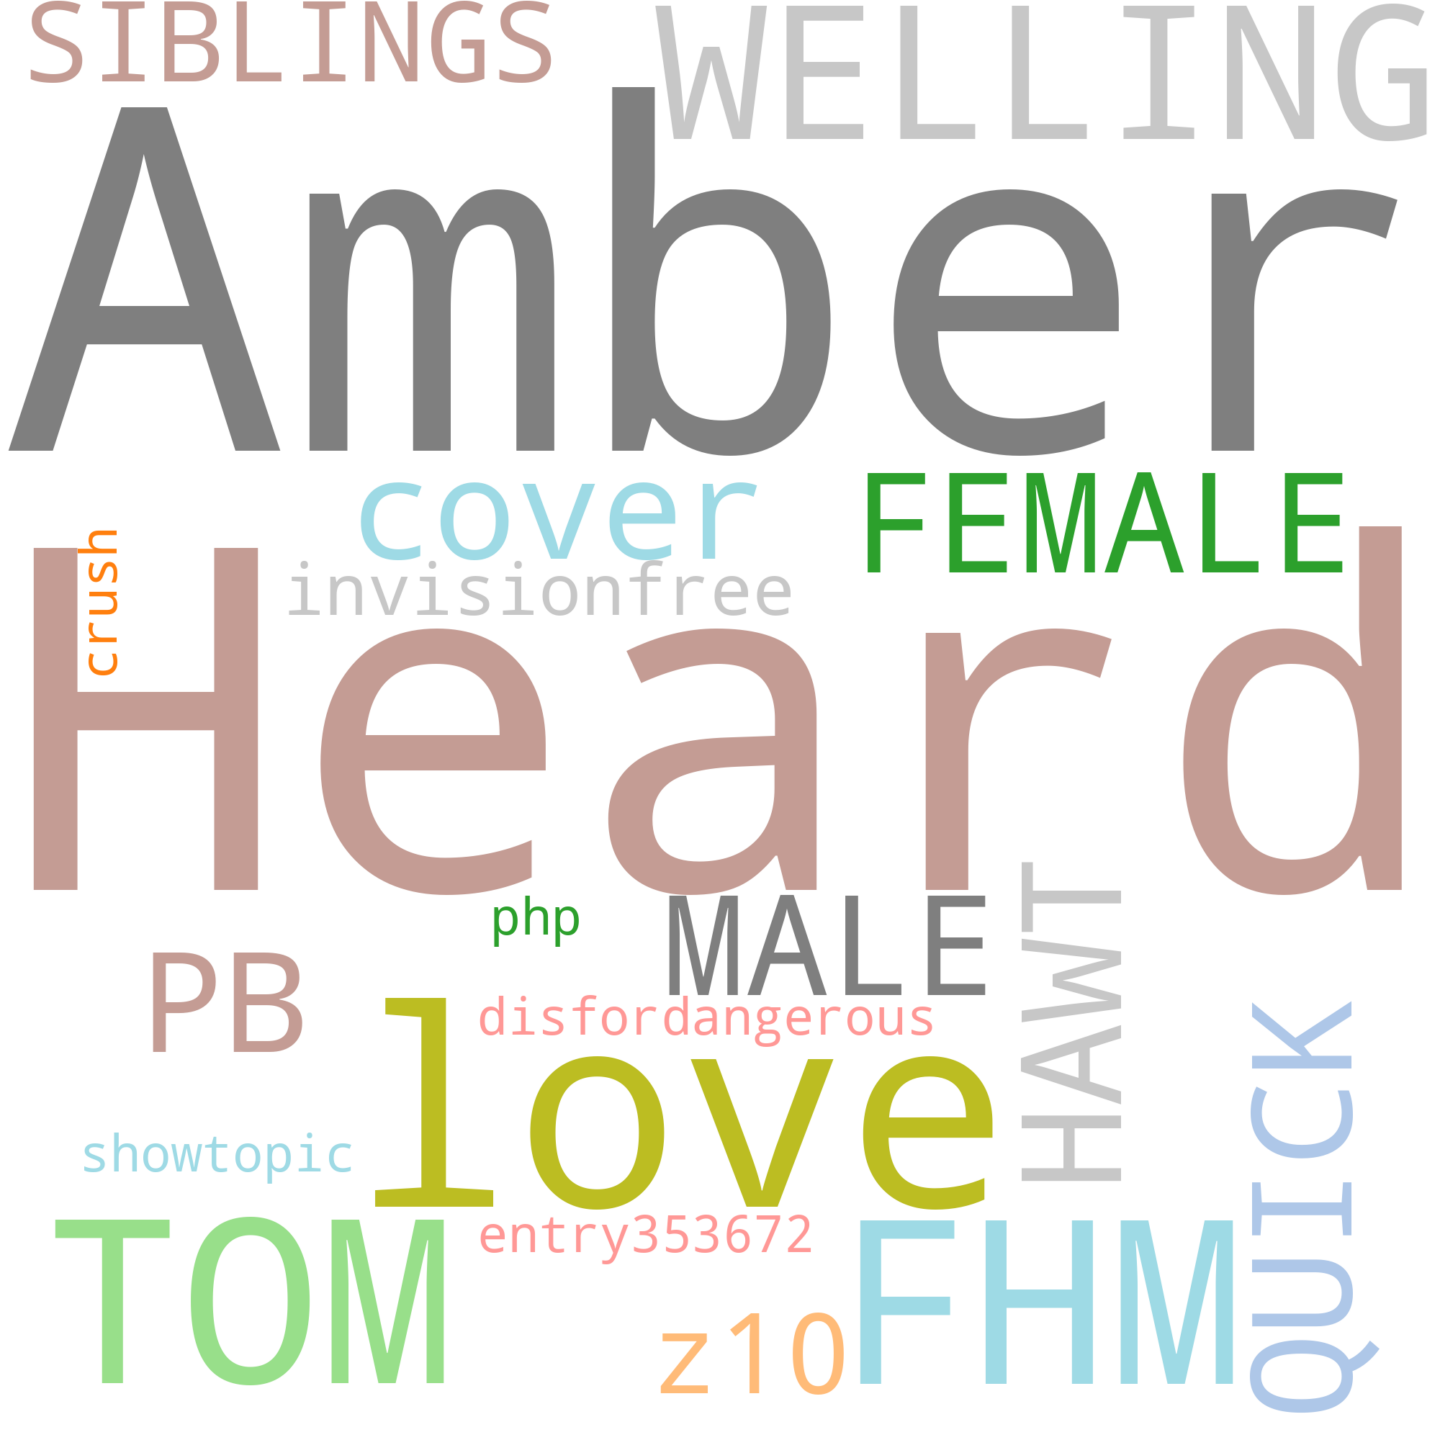 SIBLINGS
WELLING
Amber
cover
FEMALE
crush
invisionfree
Heard
php
MALE
HAWT
PB
disfordangerous
love
QUICK
showtopic
TOM
entry353672
FHM
z10